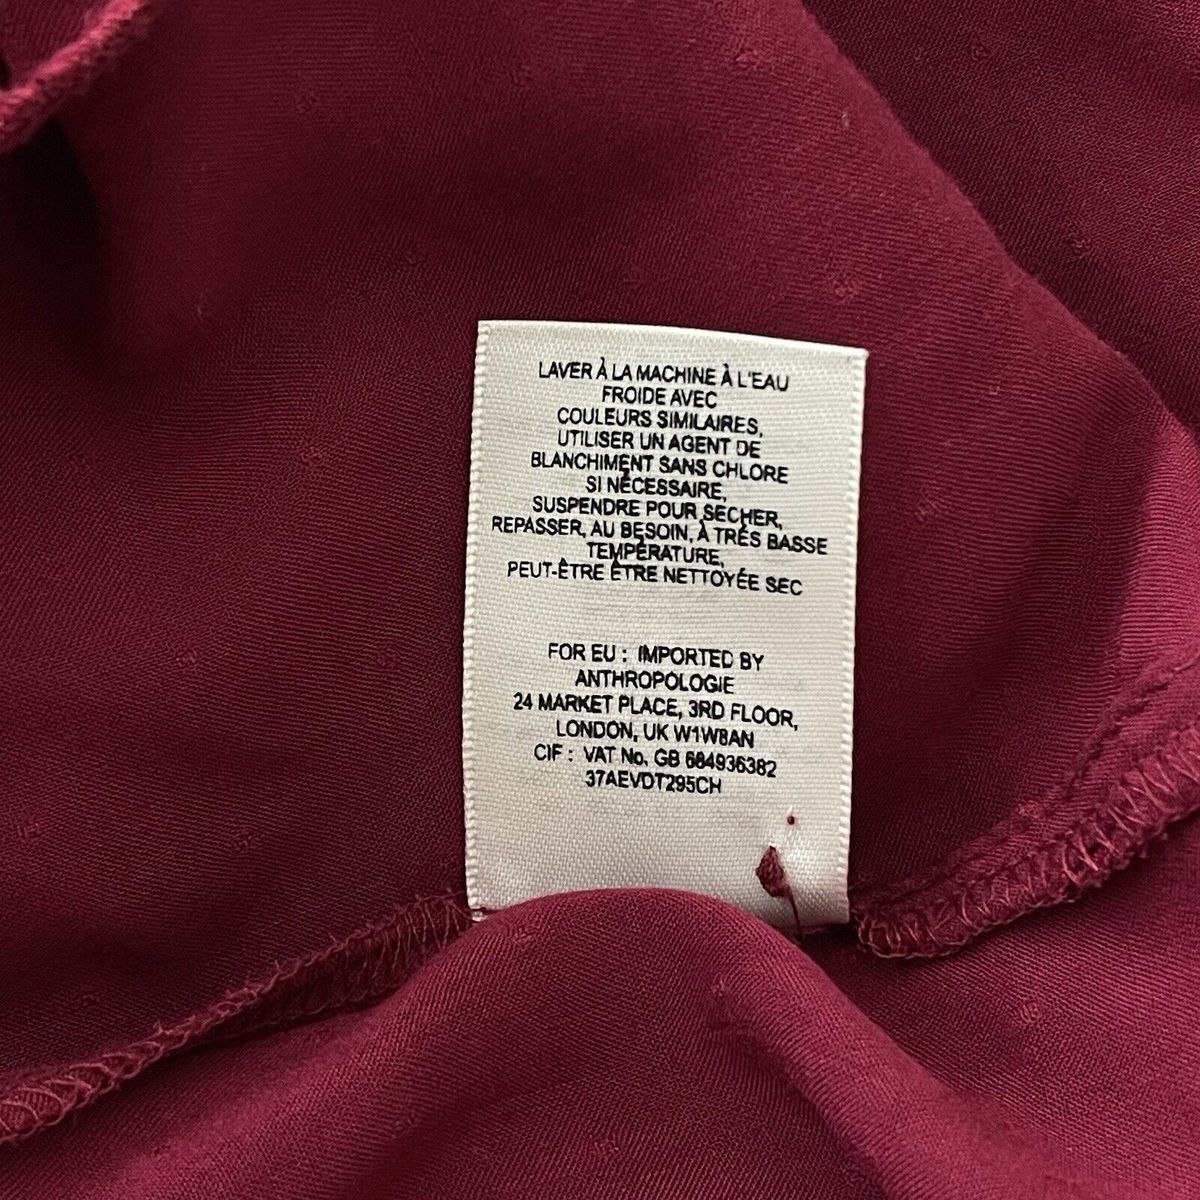 LAVER À LA MACHINE À L'EAU
FROIDE AVEC
COULEURS SIMILAIRES,
UTILISER UN AGENT DE
BLANCHIMENT SANS CHLORE
SI NÉCESSAIRE,
SUSPENDRE POUR SÉCHER,
REPASSER, AU BESOIN, À TRÈS BASSE
TEMPÉRATURE,
PEUT-ÊTRE ÊTRE NETTOYÉE SEC
FOR EU : IMPORTED BY
ANTHROPOLOGIE
24 MARKET PLACE, 3RD FLOOR,
LONDON, UK W1W8AN
CIF : VAT No. GB 684936382
37AEVDT295CH